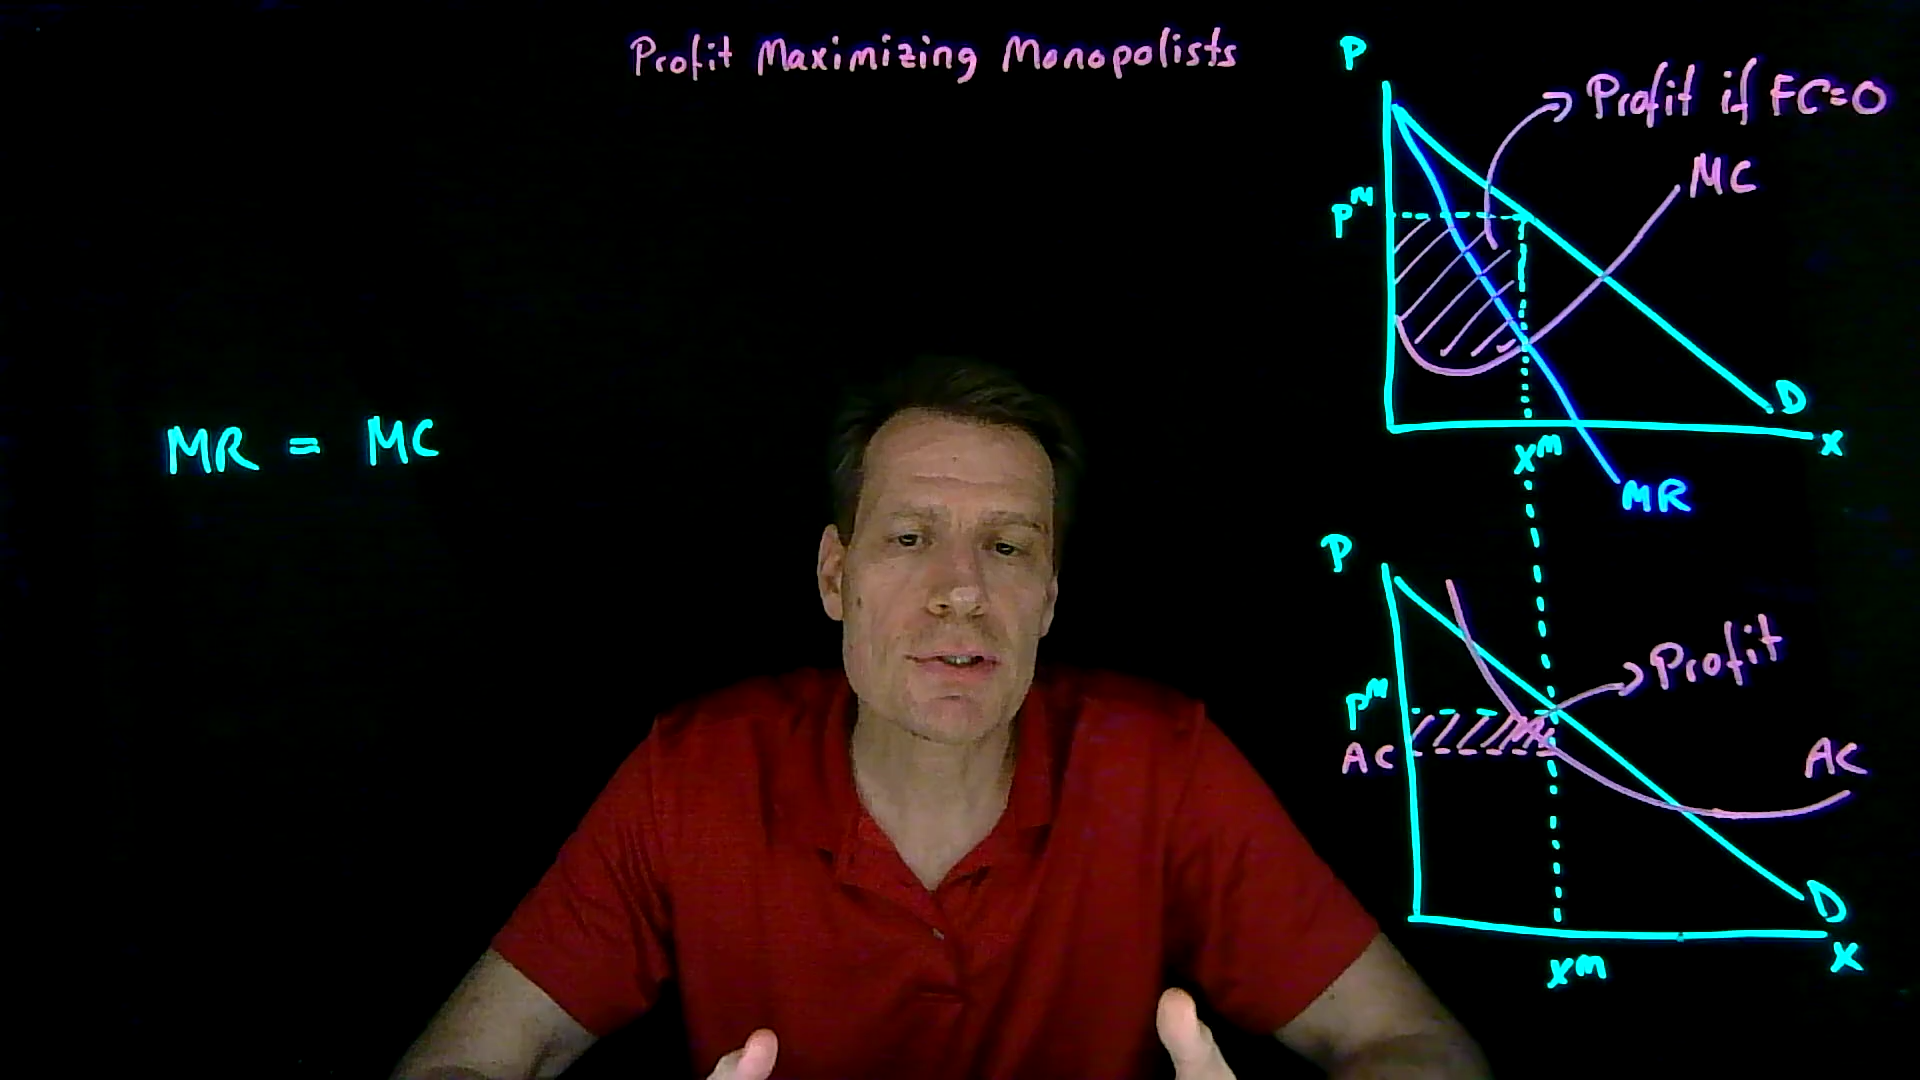 Profit Maximizing Monopolists
MR = MC
P
Profit if FC=0
MC
P^M
D
X
X^M
MR
P
Profit
P^M
AC
AC
D
X
X^M